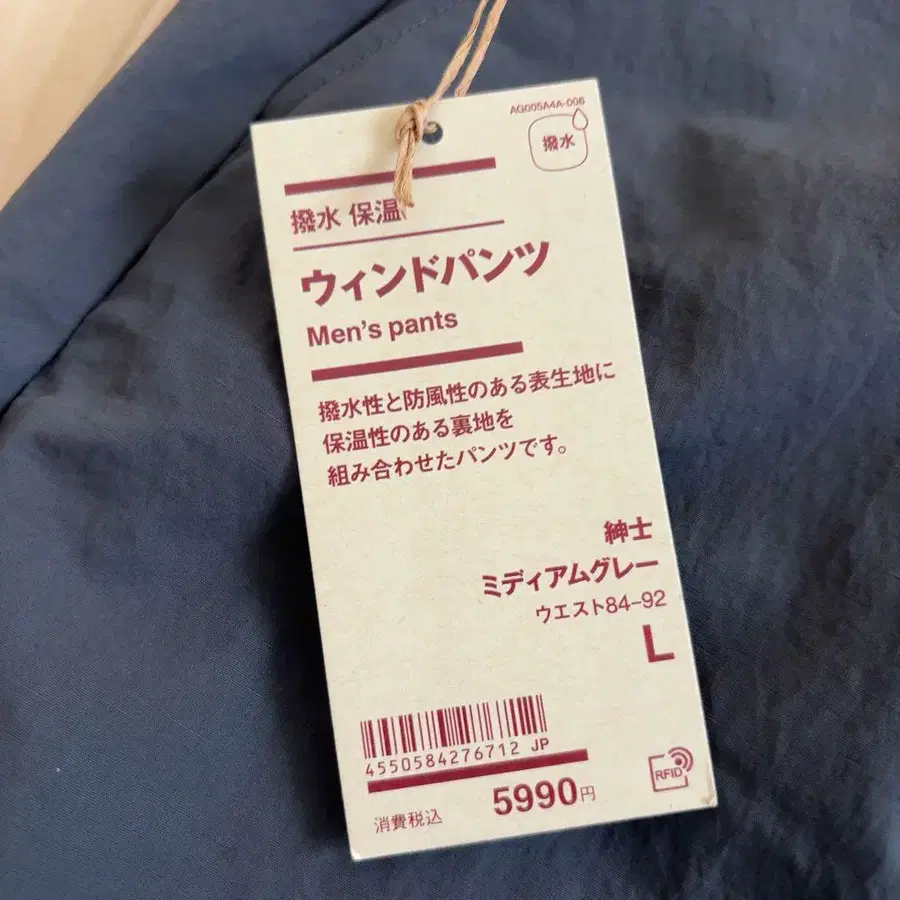 AG005A4A-006
撥水
撥水 保温
ウィンドパンツ
Men's pants
撥水性と防風性のある表生地に
保温性のある裏地を
組み合わせたパンツです。
紳士
ミディアムグレー
ウエスト84-92
L
4550584276712 JP
5990円
消費税込
RFID